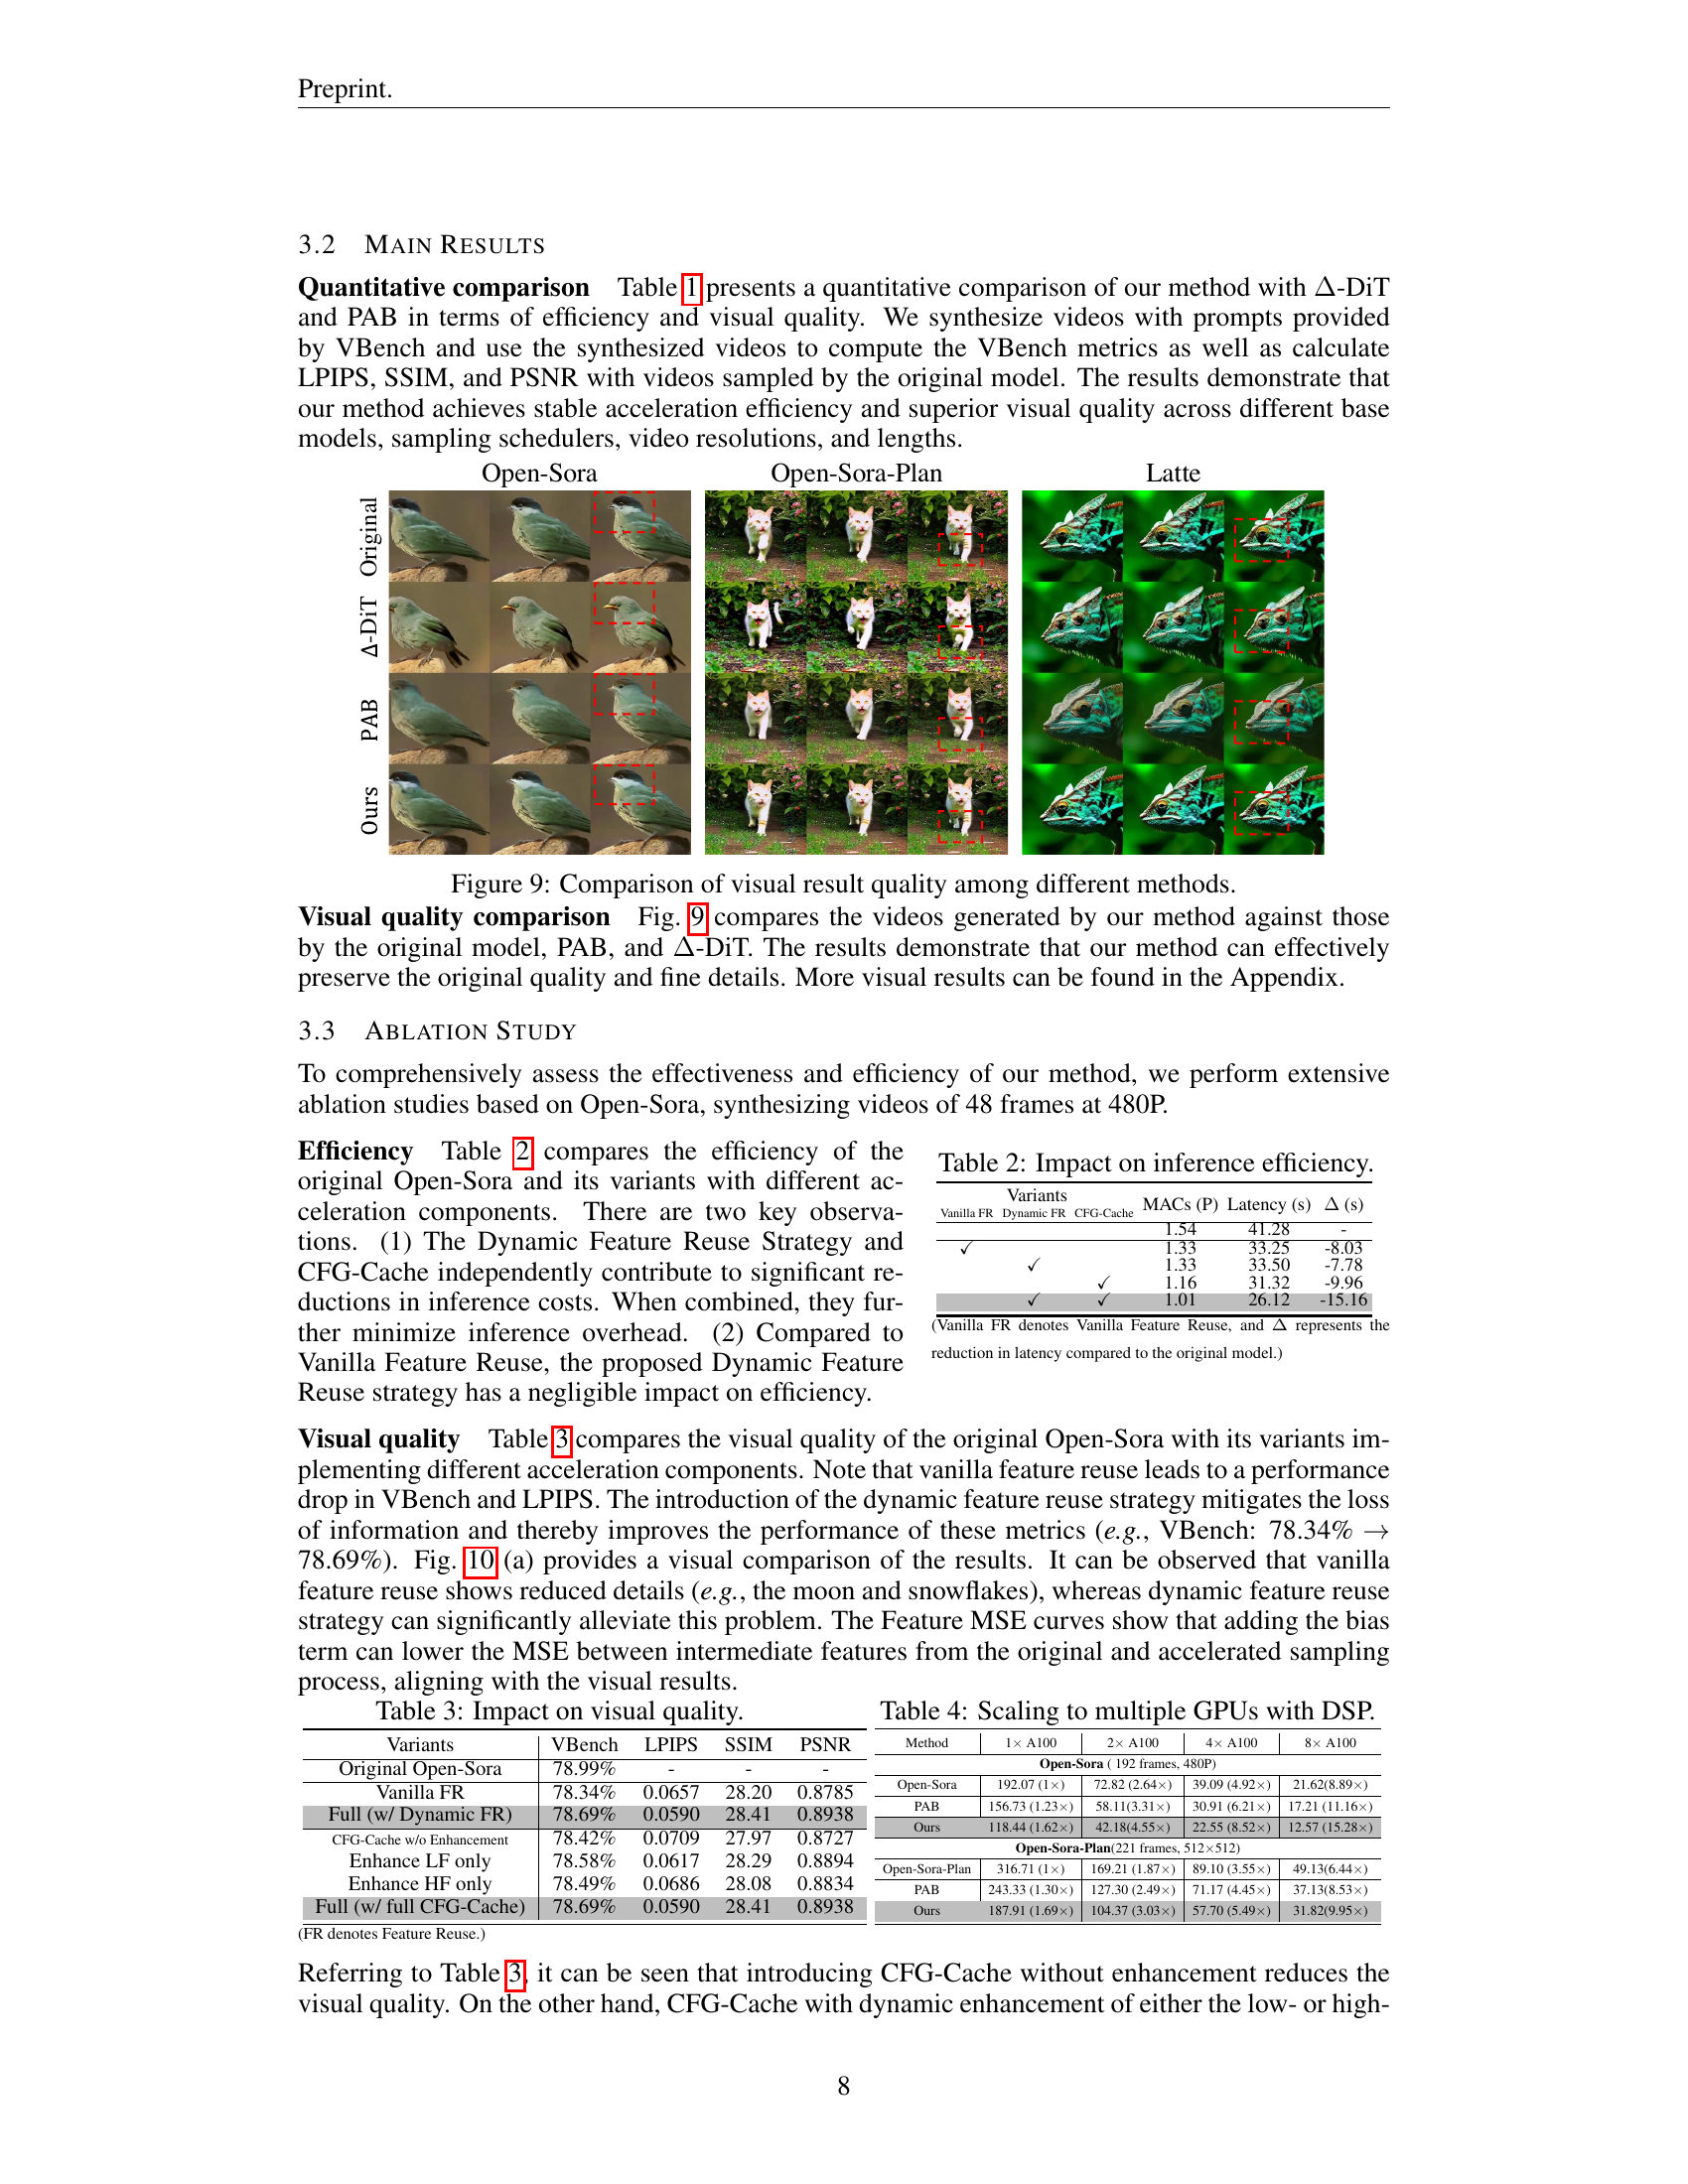 Preprint.
3.2 MAIN RESULTS
Quantitative comparison Table 1 presents a quantitative comparison of our method with Δ-DiT
and PAB in terms of efficiency and visual quality. We synthesize videos with prompts provided
by VBench and use the synthesized videos to compute the VBench metrics as well as calculate
LPIPS, SSIM, and PSNR with videos sampled by the original model. The results demonstrate that
our method achieves stable acceleration efficiency and superior visual quality across different base
models, sampling schedulers, video resolutions, and lengths.
Open-Sora Open-Sora-Plan Latte
Original
Δ-DiT
PAB
Ours
Figure 9: Comparison of visual result quality among different methods.
Visual quality comparison Fig. 9 compares the videos generated by our method against those
by the original model, PAB, and Δ-DiT. The results demonstrate that our method can effectively
preserve the original quality and fine details. More visual results can be found in the Appendix.
3.3 ABLATION STUDY
To comprehensively assess the effectiveness and efficiency of our method, we perform extensive
ablation studies based on Open-Sora, synthesizing videos of 48 frames at 480P.
Efficiency Table 2 compares the efficiency of the
original Open-Sora and its variants with different ac-
celeration components. There are two key observa-
tions. (1) The Dynamic Feature Reuse Strategy and
CFG-Cache independently contribute to significant re-
ductions in inference costs. When combined, they fur-
ther minimize inference overhead. (2) Compared to
Vanilla Feature Reuse, the proposed Dynamic Feature
Reuse strategy has a negligible impact on efficiency.
Table 2: Impact on inference efficiency.
Variants MACs (P) Latency (s) Δ (s)
Vanilla FR Dynamic FR CFG-Cache
1.54 41.28 -
✓ 1.33 33.25 -8.03
✓ 1.33 33.50 -7.78
✓ 1.16 31.32 -9.96
✓ ✓ 1.01 26.12 -15.16
(Vanilla FR denotes Vanilla Feature Reuse, and Δ represents the
reduction in latency compared to the original model.)
Visual quality Table 3 compares the visual quality of the original Open-Sora with its variants im-
plementing different acceleration components. Note that vanilla feature reuse leads to a performance
drop in VBench and LPIPS. The introduction of the dynamic feature reuse strategy mitigates the loss
of information and thereby improves the performance of these metrics (e.g., VBench: 78.34% →
78.69%). Fig. 10 (a) provides a visual comparison of the results. It can be observed that vanilla
feature reuse shows reduced details (e.g., the moon and snowflakes), whereas dynamic feature reuse
strategy can significantly alleviate this problem. The Feature MSE curves show that adding the bias
term can lower the MSE between intermediate features from the original and accelerated sampling
process, aligning with the visual results.
Table 3: Impact on visual quality.
Variants VBench LPIPS SSIM PSNR
Original Open-Sora 78.99% - - -
Vanilla FR 78.34% 0.0657 28.20 0.8785
Full (w/ Dynamic FR) 78.69% 0.0590 28.41 0.8938
CFG-Cache w/o Enhancement 78.42% 0.0709 27.97 0.8727
Enhance LF only 78.58% 0.0617 28.29 0.8894
Enhance HF only 78.49% 0.0686 28.08 0.8834
Full (w/ full CFG-Cache) 78.69% 0.0590 28.41 0.8938
(FR denotes Feature Reuse.)
Table 4: Scaling to multiple GPUs with DSP.
Method 1× A100 2× A100 4× A100 8× A100
Open-Sora ( 192 frames, 480P)
Open-Sora 192.07 (1×) 72.82 (2.64×) 39.09 (4.92×) 21.62(8.89×)
PAB 156.73 (1.23×) 58.11(3.31×) 30.91 (6.21×) 17.21 (11.16×)
Ours 118.44 (1.62×) 42.18(4.55×) 22.55 (8.52×) 12.57 (15.28×)
Open-Sora-Plan(221 frames, 512×512)
Open-Sora-Plan 316.71 (1×) 169.21 (1.87×) 89.10 (3.55×) 49.13(6.44×)
PAB 243.33 (1.30×) 127.30 (2.49×) 71.17 (4.45×) 37.13(8.53×)
Ours 187.91 (1.69×) 104.37 (3.03×) 57.70 (5.49×) 31.82(9.95×)
Referring to Table 3, it can be seen that introducing CFG-Cache without enhancement reduces the
visual quality. On the other hand, CFG-Cache with dynamic enhancement of either the low- or high-
8